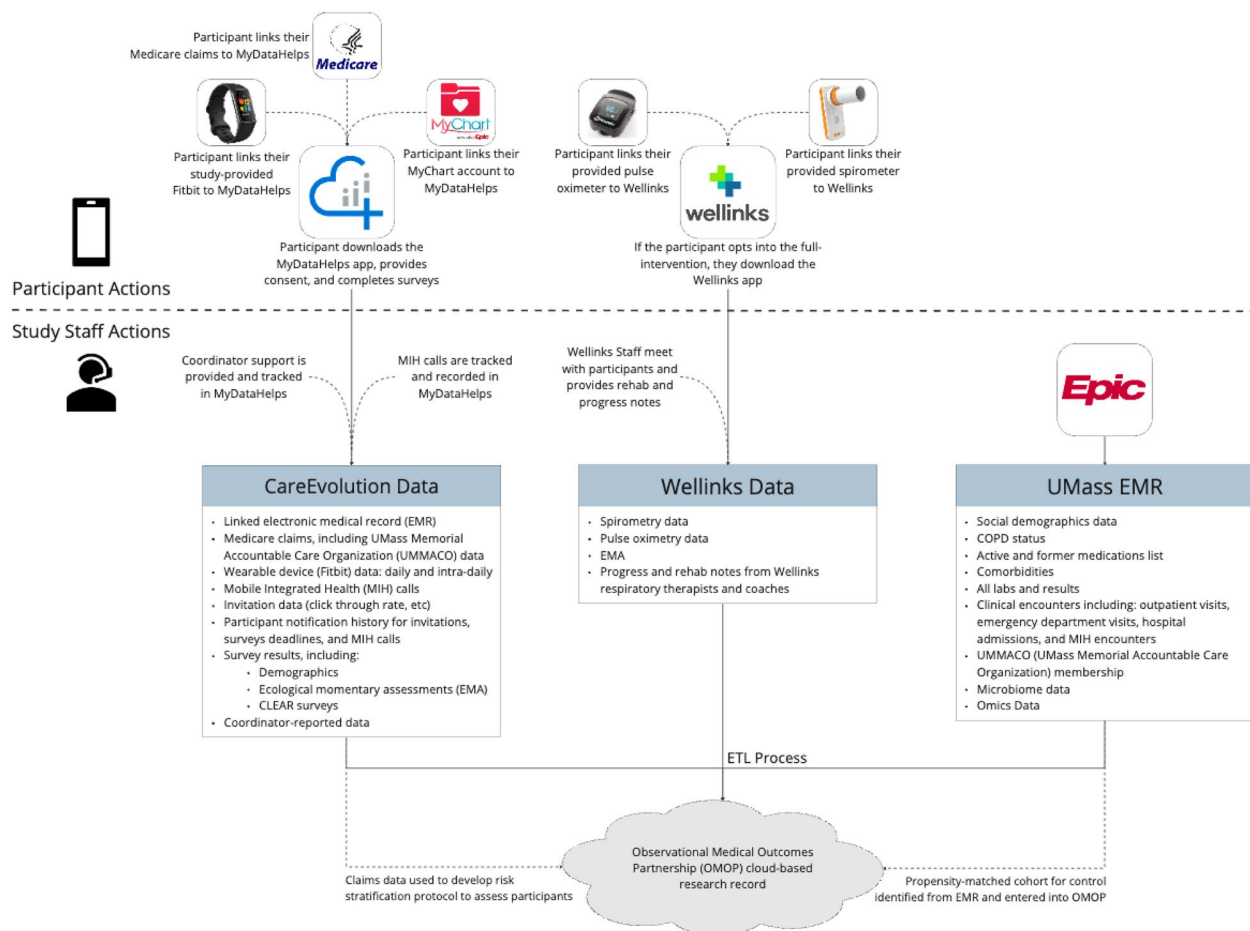 Participant links their
Medicare claims to MyDataHelps
Medicare
MyChart
Participant links their
study-provided
Fitbit to MyDataHelps
Participant links their
MyChart account to
MyDataHelps
Participant links their
provided pulse
oximeter to Wellinks
wellinks
Participant links their
provided spirometer
to Wellinks
Participant downloads the
MyDataHelps app, provides
consent, and completes surveys
If the participant opts into the full-
intervention, they download the
Wellinks app
Participant Actions
Study Staff Actions
Coordinator support is
provided and tracked
in MyDataHelps
MIH calls are tracked
and recorded in
MyDataHelps
Wellinks Staff meet
with participants and
provides rehab and
progress notes
Epic
CareEvolution Data
• Linked electronic medical record (EMR)
• Medicare claims, including UMass Memorial
Accountable Care Organization (UMMACO) data
• Wearable device (Fitbit) data: daily and intra-daily
• Mobile Integrated Health (MIH) calls
• Invitation data (click through rate, etc)
• Participant notification history for invitations,
surveys deadlines, and MIH calls
• Survey results, including:
• Demographics
• Ecological momentary assessments (EMA)
• CLEAR surveys
• Coordinator-reported data
Wellinks Data
• Spirometry data
• Pulse oximetry data
• EMA
• Progress and rehab notes from Wellinks
respiratory therapists and coaches
UMass EMR
• Social demographics data
• COPD status
• Active and former medications list
• Comorbidities
• All labs and results
• Clinical encounters including: outpatient visits,
emergency department visits, hospital
admissions, and MIH encounters
• UMMACO (UMass Memorial Accountable Care
Organization) membership
• Microbiome data
• Omics Data
ETL Process
Observational Medical Outcomes
Partnership (OMOP) cloud-based
research record
Claims data used to develop risk
stratification protocol to assess participants
Propensity-matched cohort for control
identified from EMR and entered into OMOP